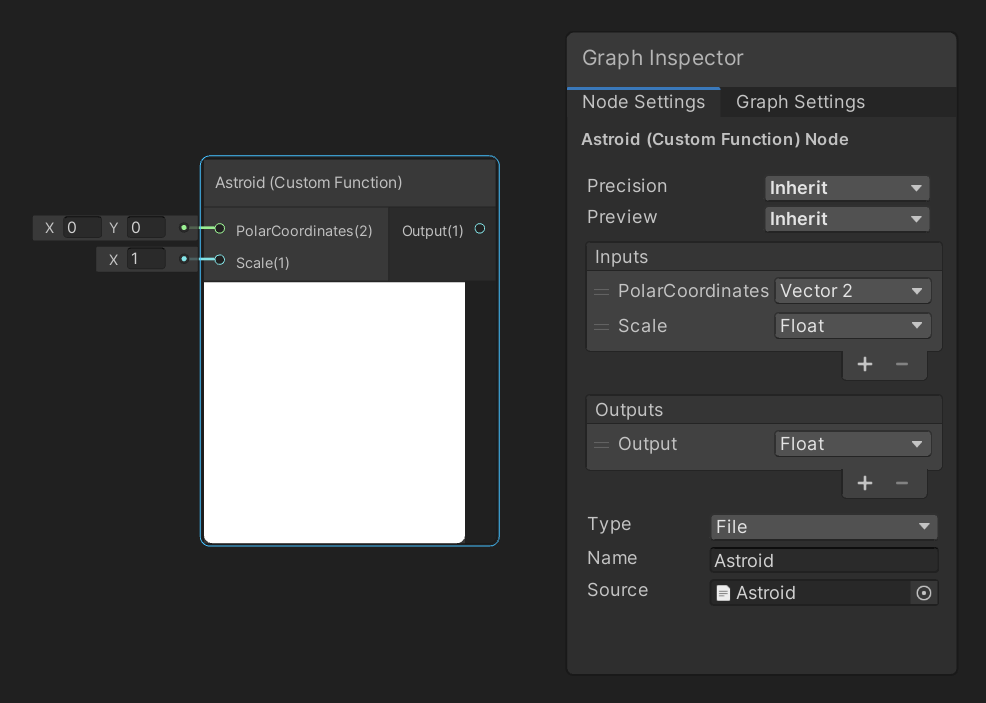 Graph Inspector
Node Settings Graph Settings
Astroid (Custom Function) Node
Precision Inherit
Preview Inherit
Inputs
PolarCoordinates Vector 2
Scale Float
+ −
Outputs
Output Float
+ −
Type File
Name Astroid
Source Astroid
Astroid (Custom Function)
X 0 Y 0 PolarCoordinates(2) Output(1)
X 1 Scale(1)